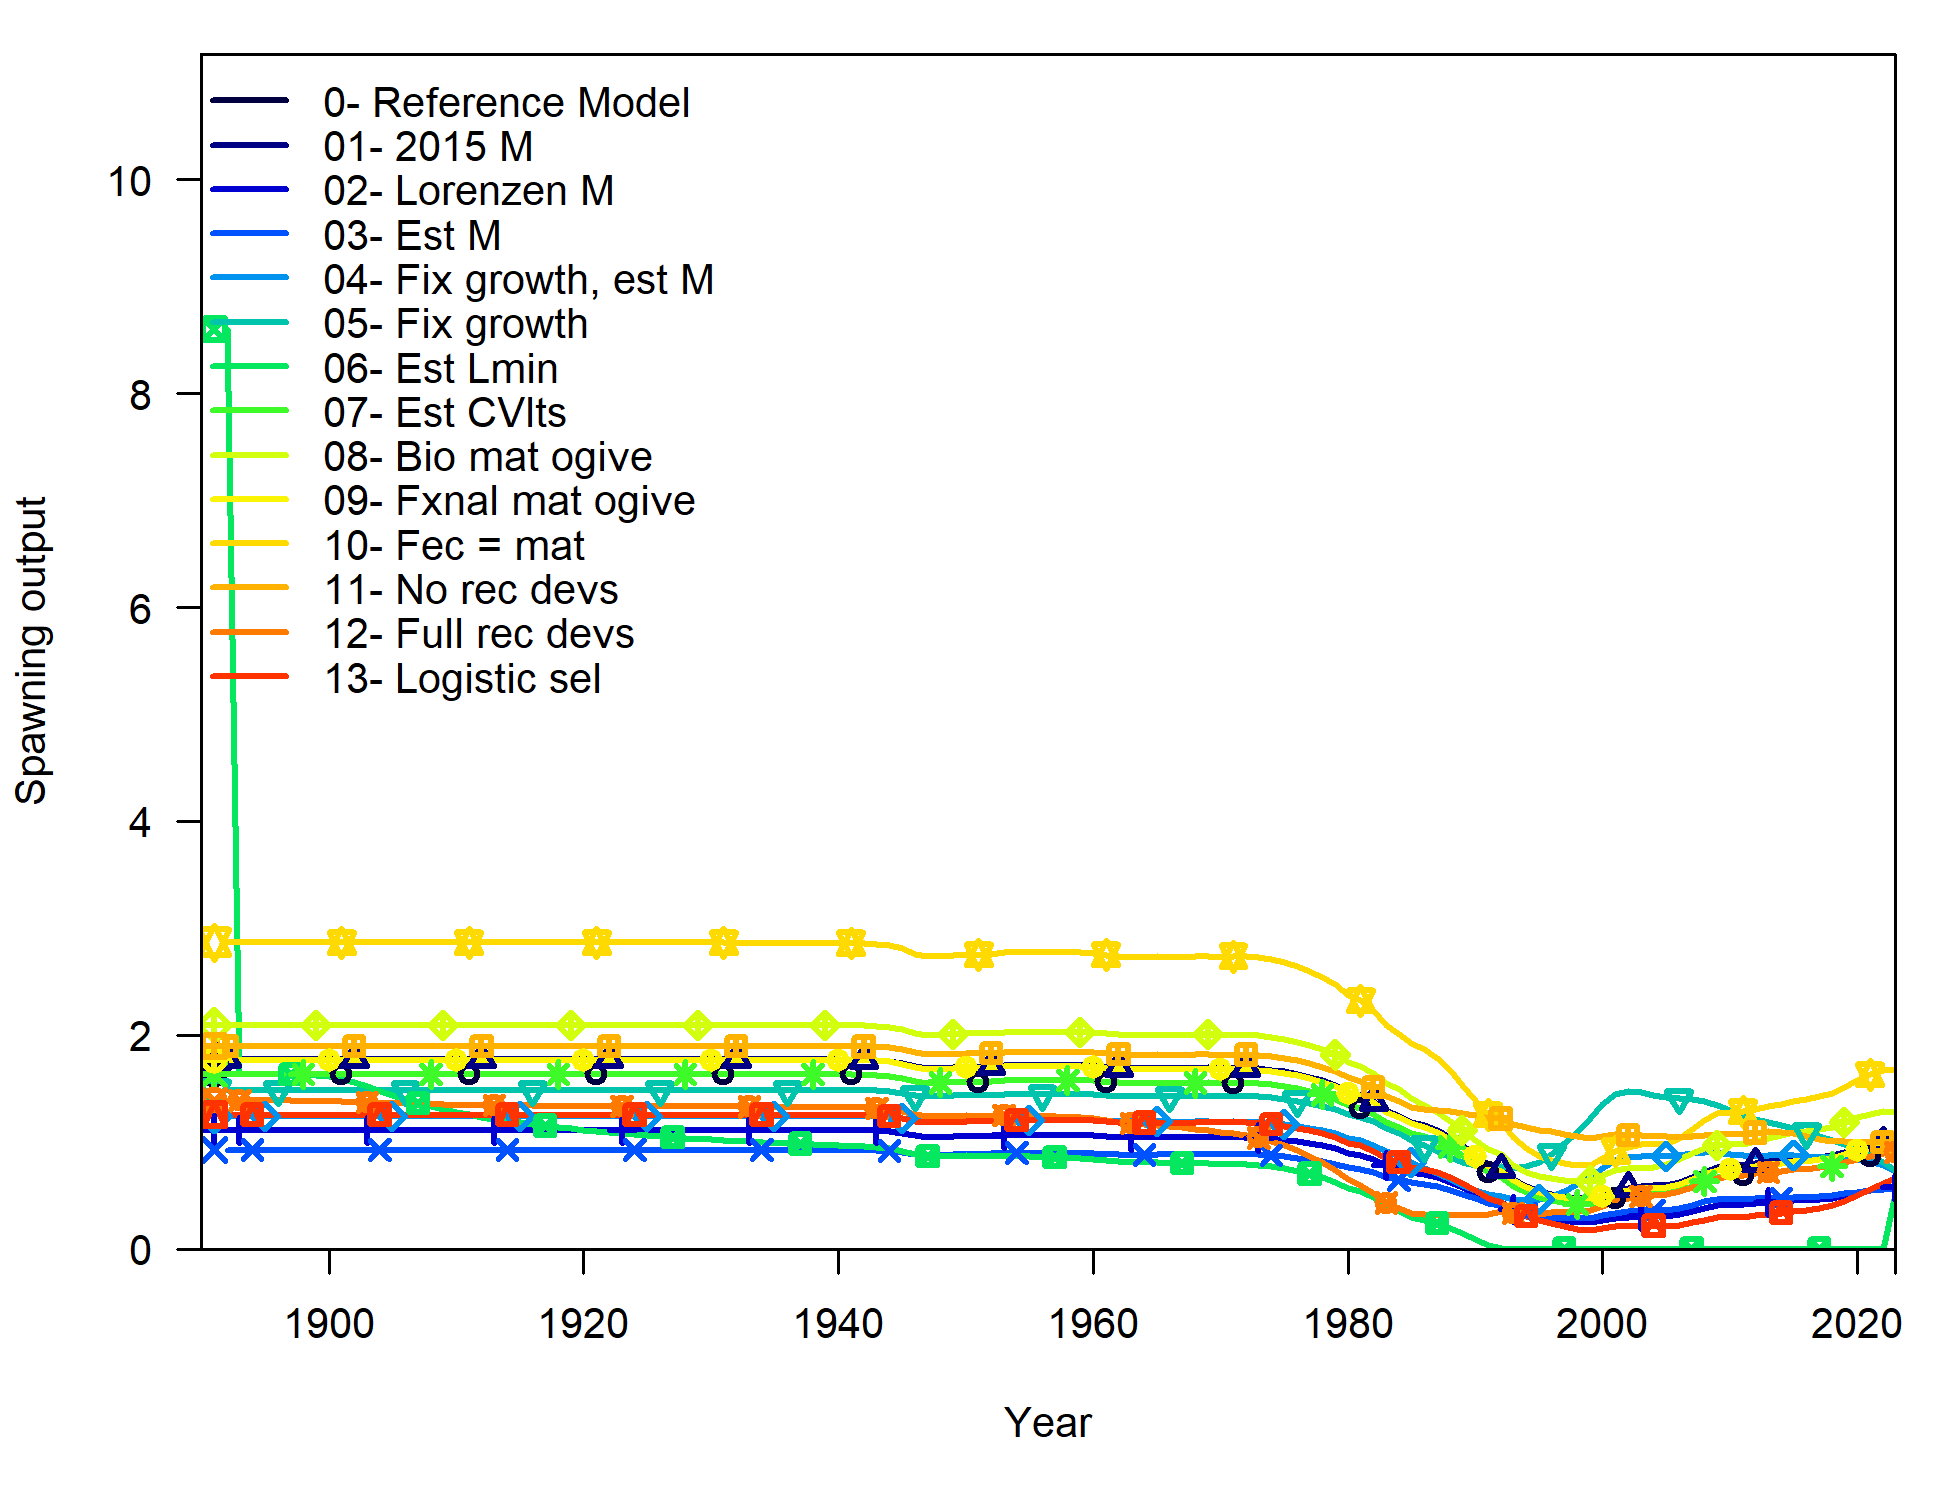 0- Reference Model
01- 2015 M
02- Lorenzen M
03- Est M
04- Fix growth, est M
05- Fix growth
06- Est Lmin
07- Est CVlts
08- Bio mat ogive
09- Fxnal mat ogive
10- Fec = mat
11- No rec devs
12- Full rec devs
13- Logistic sel
Spawning output
10
8
6
4
2
0
1900 1920 1940 1960 1980 2000 2020
Year